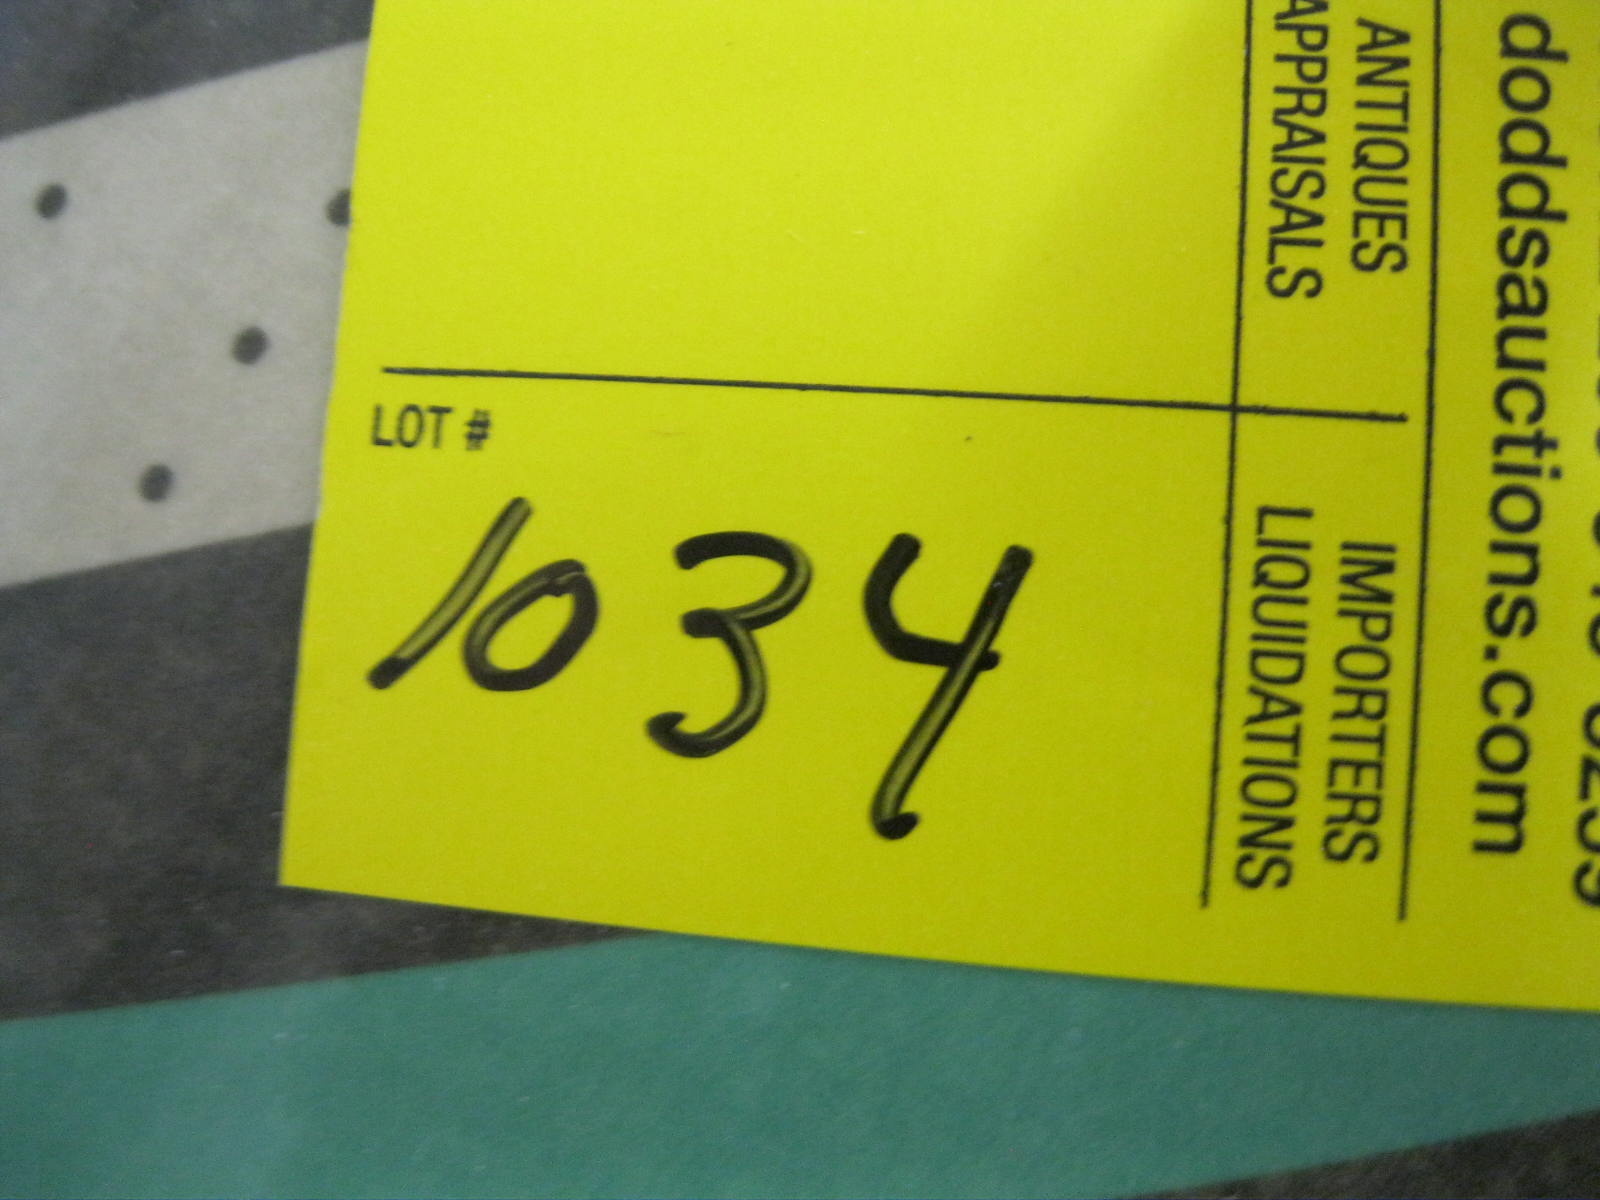 doddsauctions.com
ANTIQUES
APPRAISALS
IMPORTERS
LIQUIDATIONS
LOT #
1034